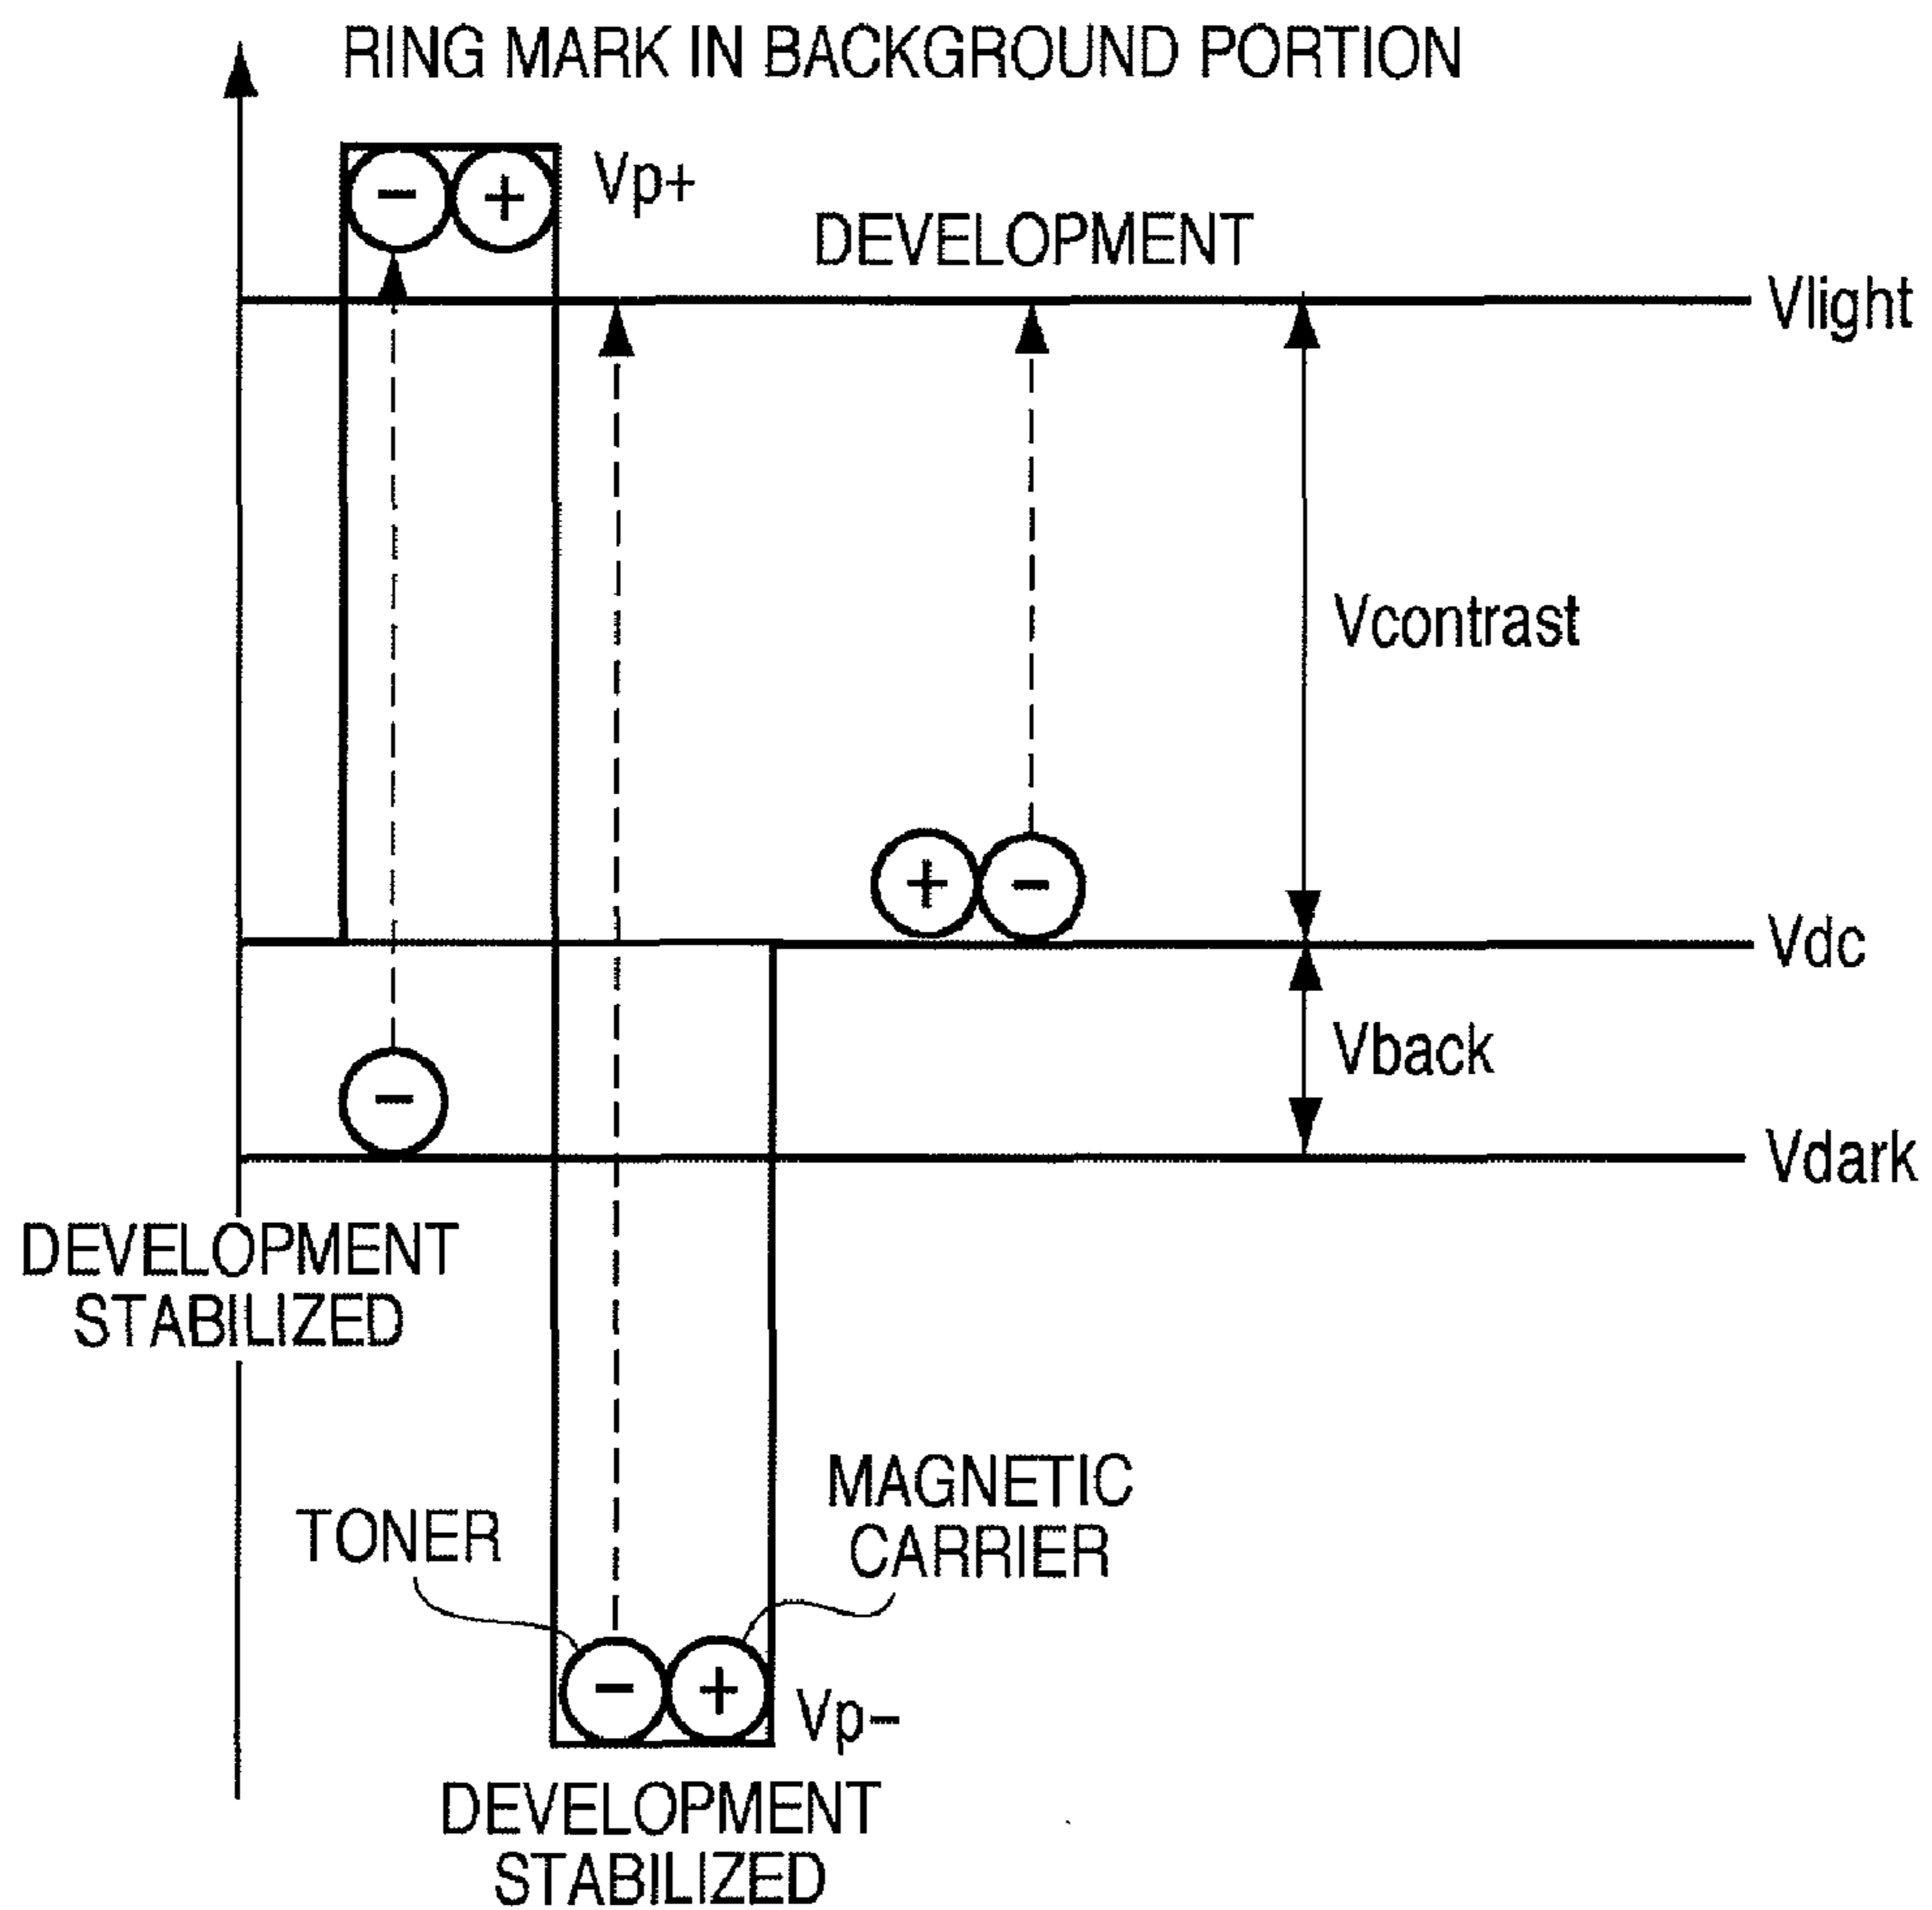 RING MARK IN BACKGROUND PORTION
− +
Vp+
DEVELOPMENT
Vlight
Vcontrast
+ −
Vdc
Vback
−
Vdark
DEVELOPMENT
STABILIZED
MAGNETIC
CARRIER
TONER
− +
Vp−
DEVELOPMENT
STABILIZED